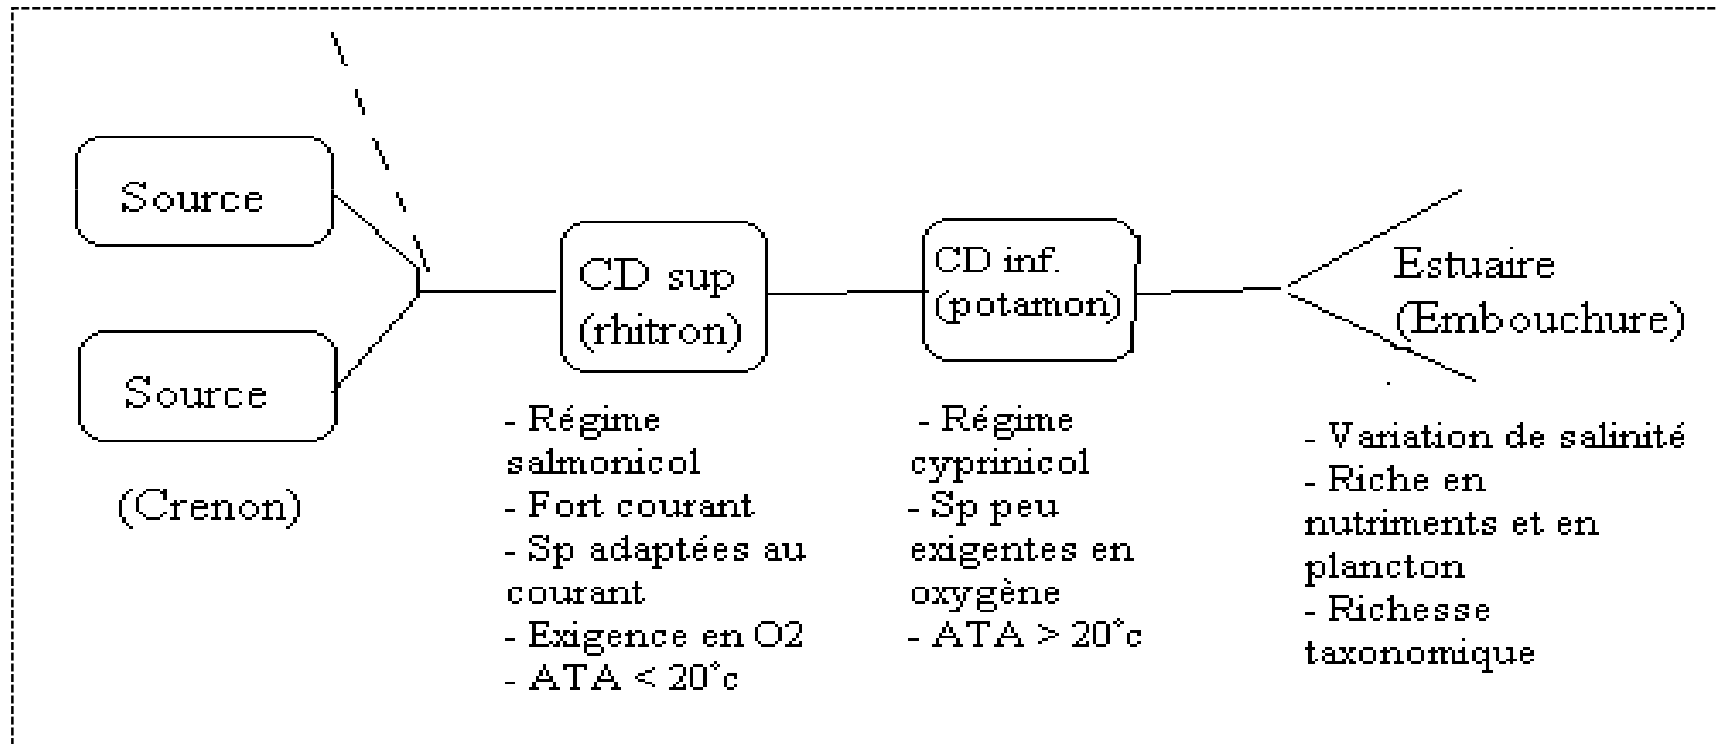 Source
Source
(Crenon)
CD sup
(rhitron)
- Régime
salmonicol
- Fort courant
- Sp adaptées au
courant
- Exigence en O2
- ATA < 20°c
CD inf.
(potamon)
- Régime
cyprinicol
- Sp peu
exigentes en
oxygène
- ATA > 20°c
Estuaire
(Embouchure)
- Variation de salinité
- Riche en
nutriments et en
plancton
- Richesse
taxonomique